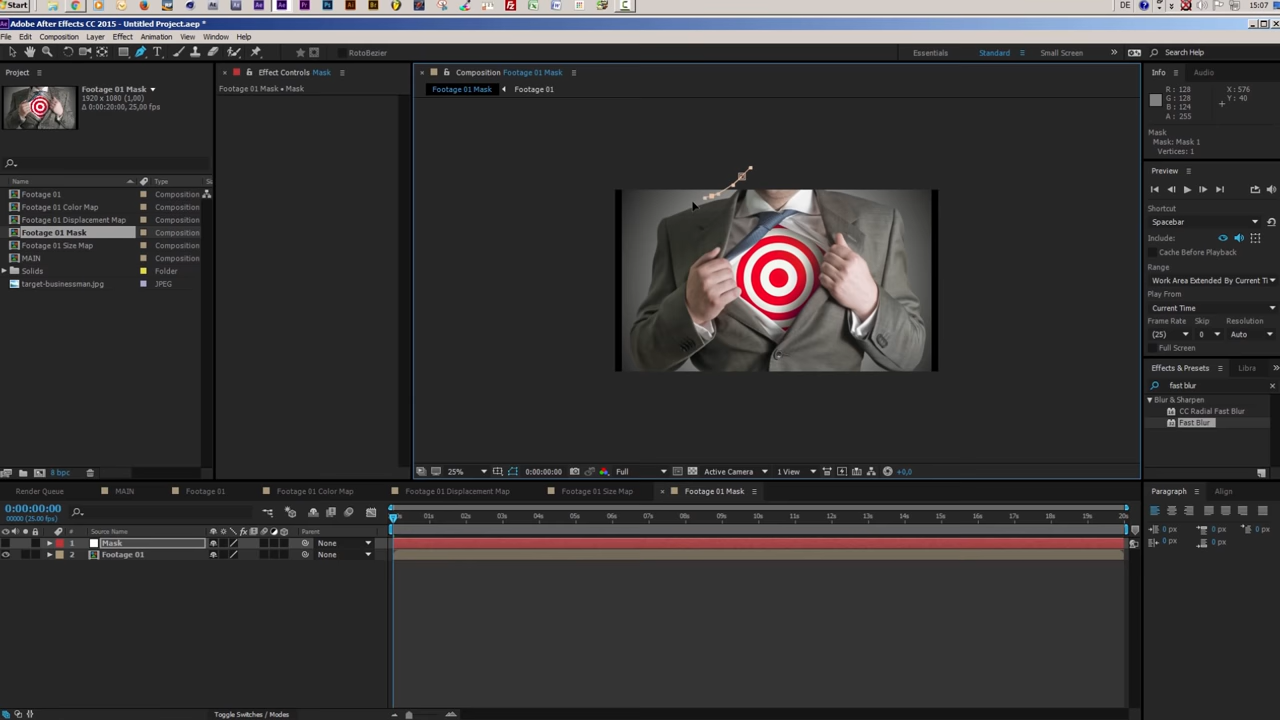 Start
DE
15:07
Adobe After Effects CC 2015 - Untitled Project.aep *
File Edit Composition Layer Effect Animation View Window Help
RotoBezier
Essentials Standard Small Screen Search Help
Project
Footage 01 Mask
1920 x 1080 (1,00)
Δ 0:00:20:00, 25,00 fps
Name Type
Footage 01 Composition
Footage 01 Color Map Composition
Footage 01 Displacement Map Composition
Footage 01 Mask Composition
Footage 01 Size Map Composition
MAIN Composition
Solids Folder
target-businessman.jpg JPEG
8 bpc
Effect Controls Mask
Footage 01 Mask • Mask
Composition Footage 01 Mask
Footage 01 Mask Footage 01
25% 0:00:00:00 Full Active Camera 1 View +0,0
Info Audio
R: 128 X: 576
G: 128 Y: 40
B: 124
A: 255
Mask
Mask: Mask 1
Vertices: 1
Preview
Shortcut
Spacebar
Include:
Cache Before Playback
Range
Work Area Extended By Current Ti
Play From
Current Time
Frame Rate Skip Resolution
(25) 0 Auto
Full Screen
Effects & Presets Libra
fast blur
Blur & Sharpen
CC Radial Fast Blur
Fast Blur
Render Queue MAIN Footage 01 Footage 01 Color Map Footage 01 Displacement Map Footage 01 Size Map Footage 01 Mask
0:00:00:00
00000 (25.00 fps)
01s 02s 03s 04s 05s 06s 07s 08s 09s 10s 11s 12s 13s 14s 15s 16s 17s 18s 19s 20s
# Source Name Parent
1 Mask None
2 Footage 01 None
Toggle Switches / Modes
Paragraph Align
0 px 0 px 0 px
0 px 0 px